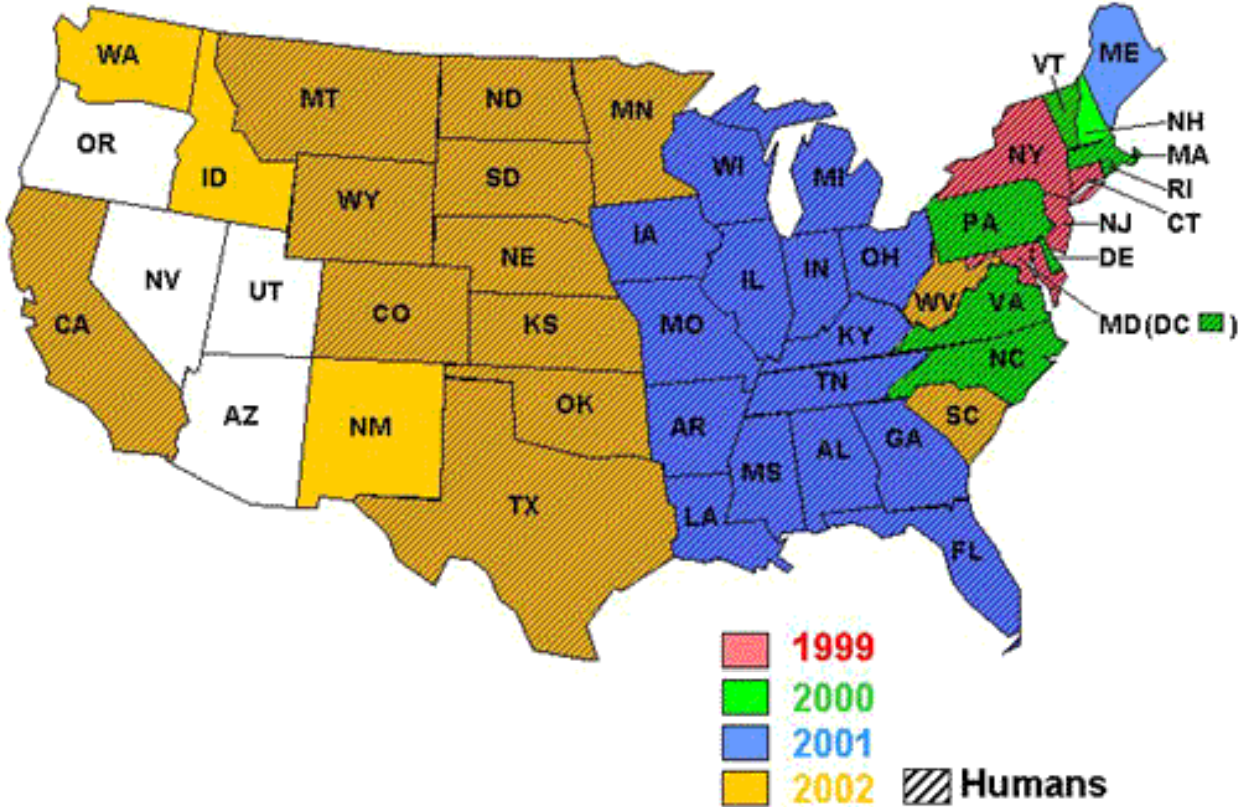 WA
MT
ND
MN
ME
VT
OR
ID
WY
SD
WI
MI
NY
NH
MA
RI
CT
NJ
DE
MD(DC )
PA
NV
UT
CO
NE
IA
IL
IN
OH
WV
VA
CA
KS
MO
KY
NC
AZ
NM
OK
AR
TN
SC
TX
LA
MS
AL
GA
FL
1999
2000
2001
2002
Humans